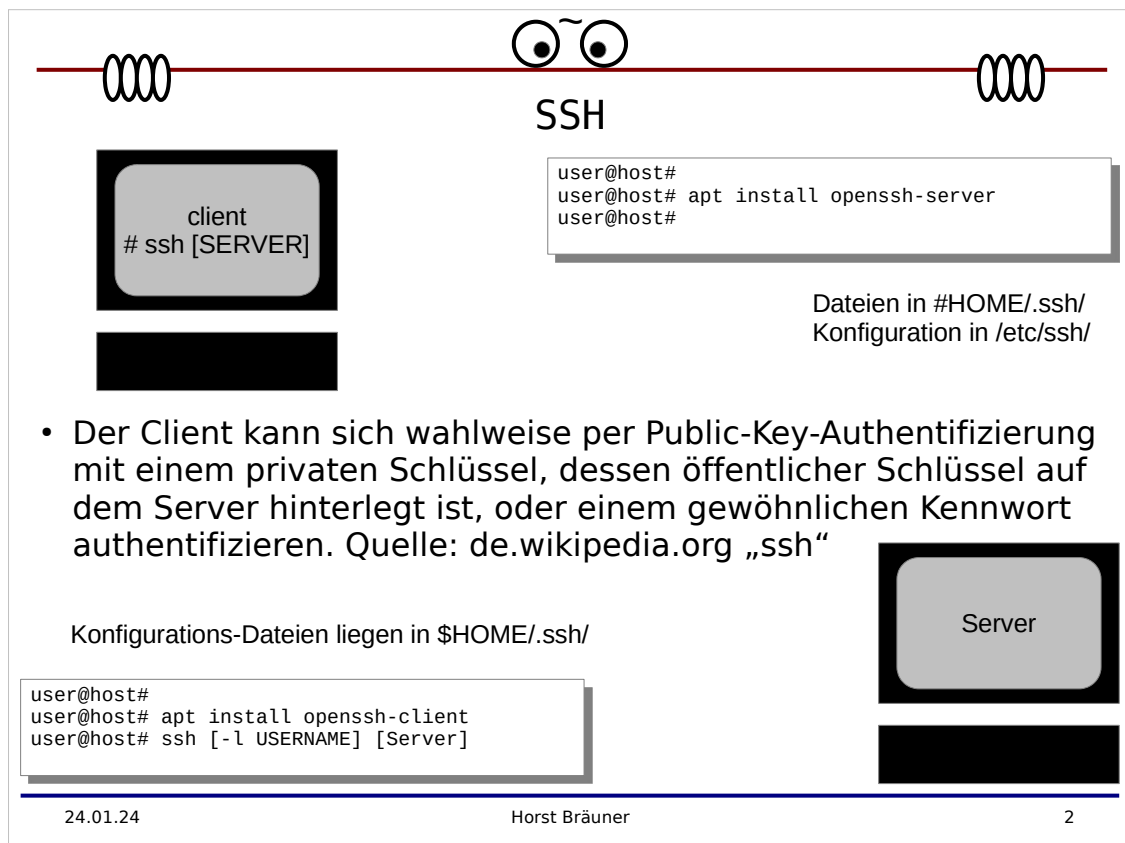 ~
SSH
client
# ssh [SERVER]
user@host#
user@host# apt install openssh-server
user@host#
Dateien in #HOME/.ssh/
Konfiguration in /etc/ssh/
• Der Client kann sich wahlweise per Public-Key-Authentifizierung
mit einem privaten Schlüssel, dessen öffentlicher Schlüssel auf
dem Server hinterlegt ist, oder einem gewöhnlichen Kennwort
authentifizieren. Quelle: de.wikipedia.org „ssh“
Server
Konfigurations-Dateien liegen in $HOME/.ssh/
user@host#
user@host# apt install openssh-client
user@host# ssh [-l USERNAME] [Server]
24.01.24
Horst Bräuner
2